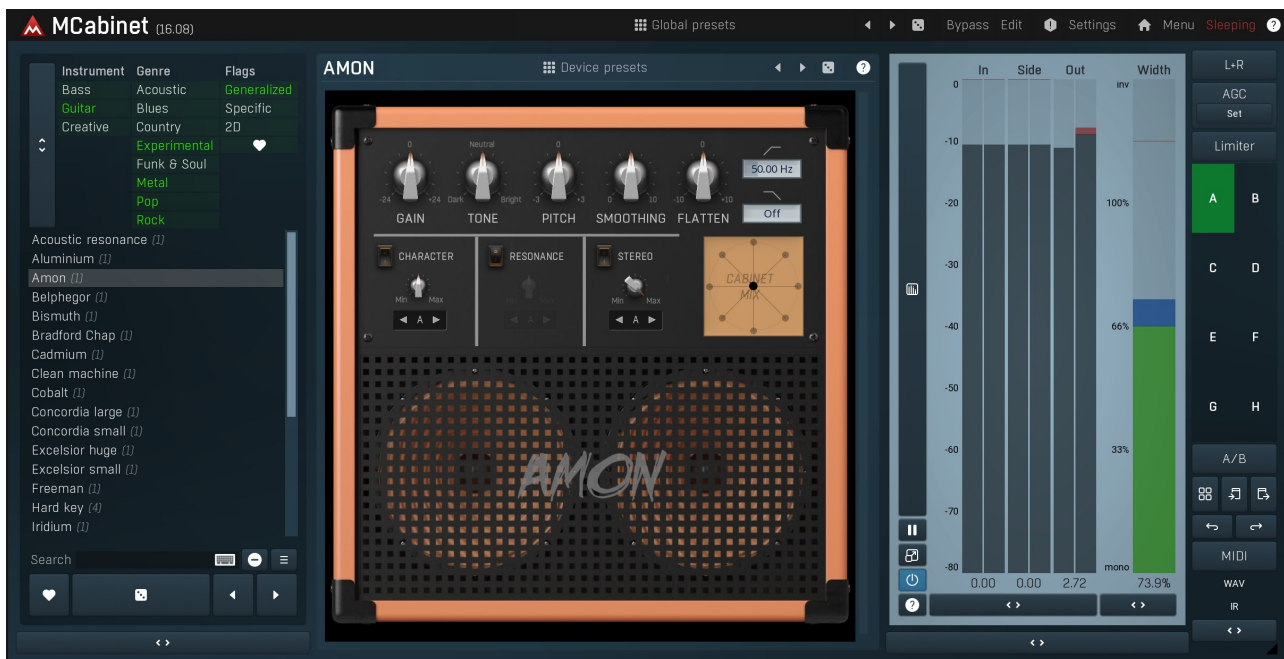 MCabinet (16.08)
Global presets
Bypass Edit Settings Menu Sleeping ?
Instrument Genre Flags
Bass Acoustic Generalized
Guitar Blues Specific
Creative Country 2D
Experimental
Funk & Soul
Metal
Pop
Rock
Acoustic resonance (1)
Aluminium (1)
Amon (1)
Belphegor (1)
Bismuth (1)
Bradford Chap (1)
Cadmium (1)
Clean machine (1)
Cobalt (1)
Concordia large (1)
Concordia small (1)
Excelsior huge (1)
Excelsior small (1)
Freeman (1)
Hard key (4)
Iridium (1)
Search
AMON
Device presets
?
0 Neutral 0 0
50.00 Hz
-24 +24 Dark Bright -3 +3 0 10 -10 +10
GAIN TONE PITCH SMOOTHING FLATTEN
Off
CHARACTER RESONANCE STEREO
Min Max
Min Max
A
A
A
CABINET
MIX
AMON
In Side Out Width
0 inv
-10
-20 100%
-30
-40 66%
-50
-60 33%
-70
-80 mono
0.00 0.00 2.72 73.9%
?
L+R
AGC
Set
Limiter
A B
C D
E F
G H
A/B
MIDI
WAV
IR